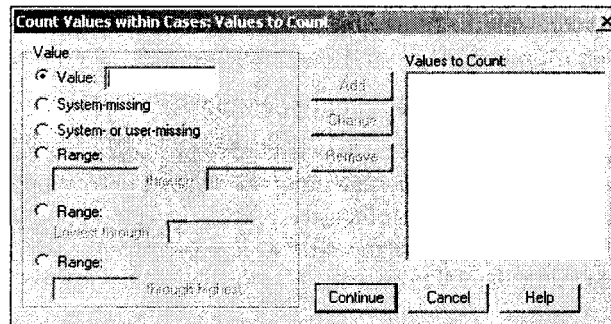 Count Values within Cases: Values to Count
Value
Value:
System-missing
System- or user-missing
Range:
through
Range:
Lowest through
Range:
through highest
Add
Change
Remove
Values to Count:
Continue
Cancel
Help